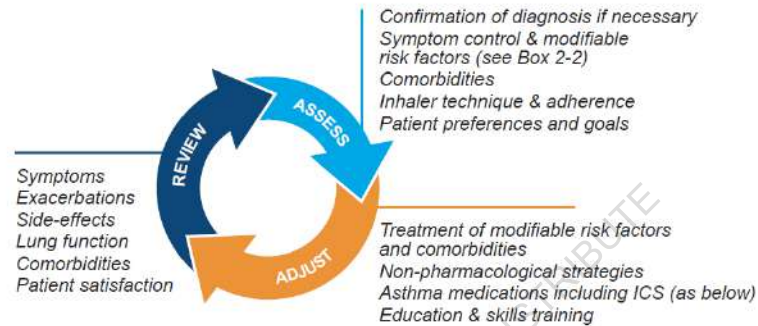 Confirmation of diagnosis if necessary
Symptom control & modifiable
risk factors (see Box 2-2)
Comorbidities
Inhaler technique & adherence
Patient preferences and goals
ASSESS
REVIEW
Symptoms
Exacerbations
Side-effects
Lung function
Comorbidities
Patient satisfaction
ADJUST
Treatment of modifiable risk factors
and comorbidities
Non-pharmacological strategies
Asthma medications including ICS (as below)
Education & skills training